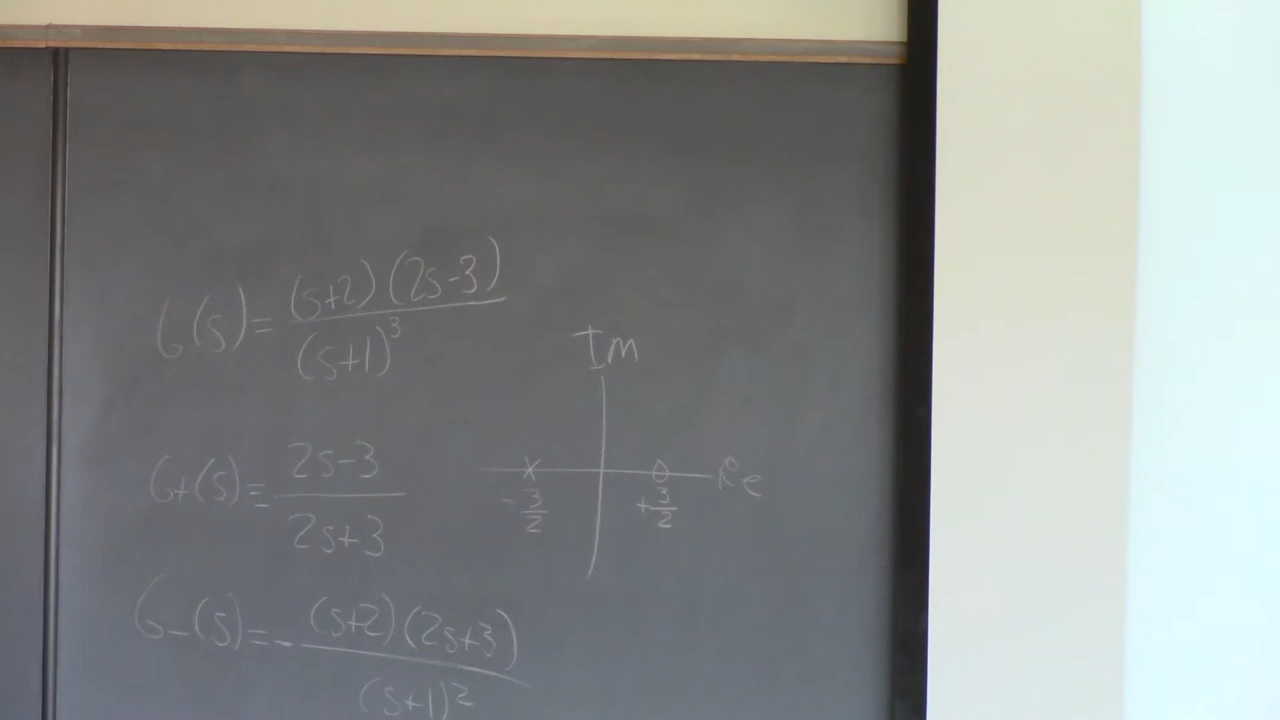 G(s) = (s+2)(2s-3)
(s+1)^3
Im
G+(s) = 2s-3
2s+3
Re
-3/2
+3/2
G-(s) = - (s+2)(2s+3)
(s+1)^2